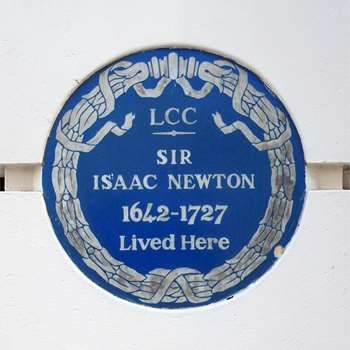 LCC
SIR
ISAAC NEWTON
1642-1727
Lived Here